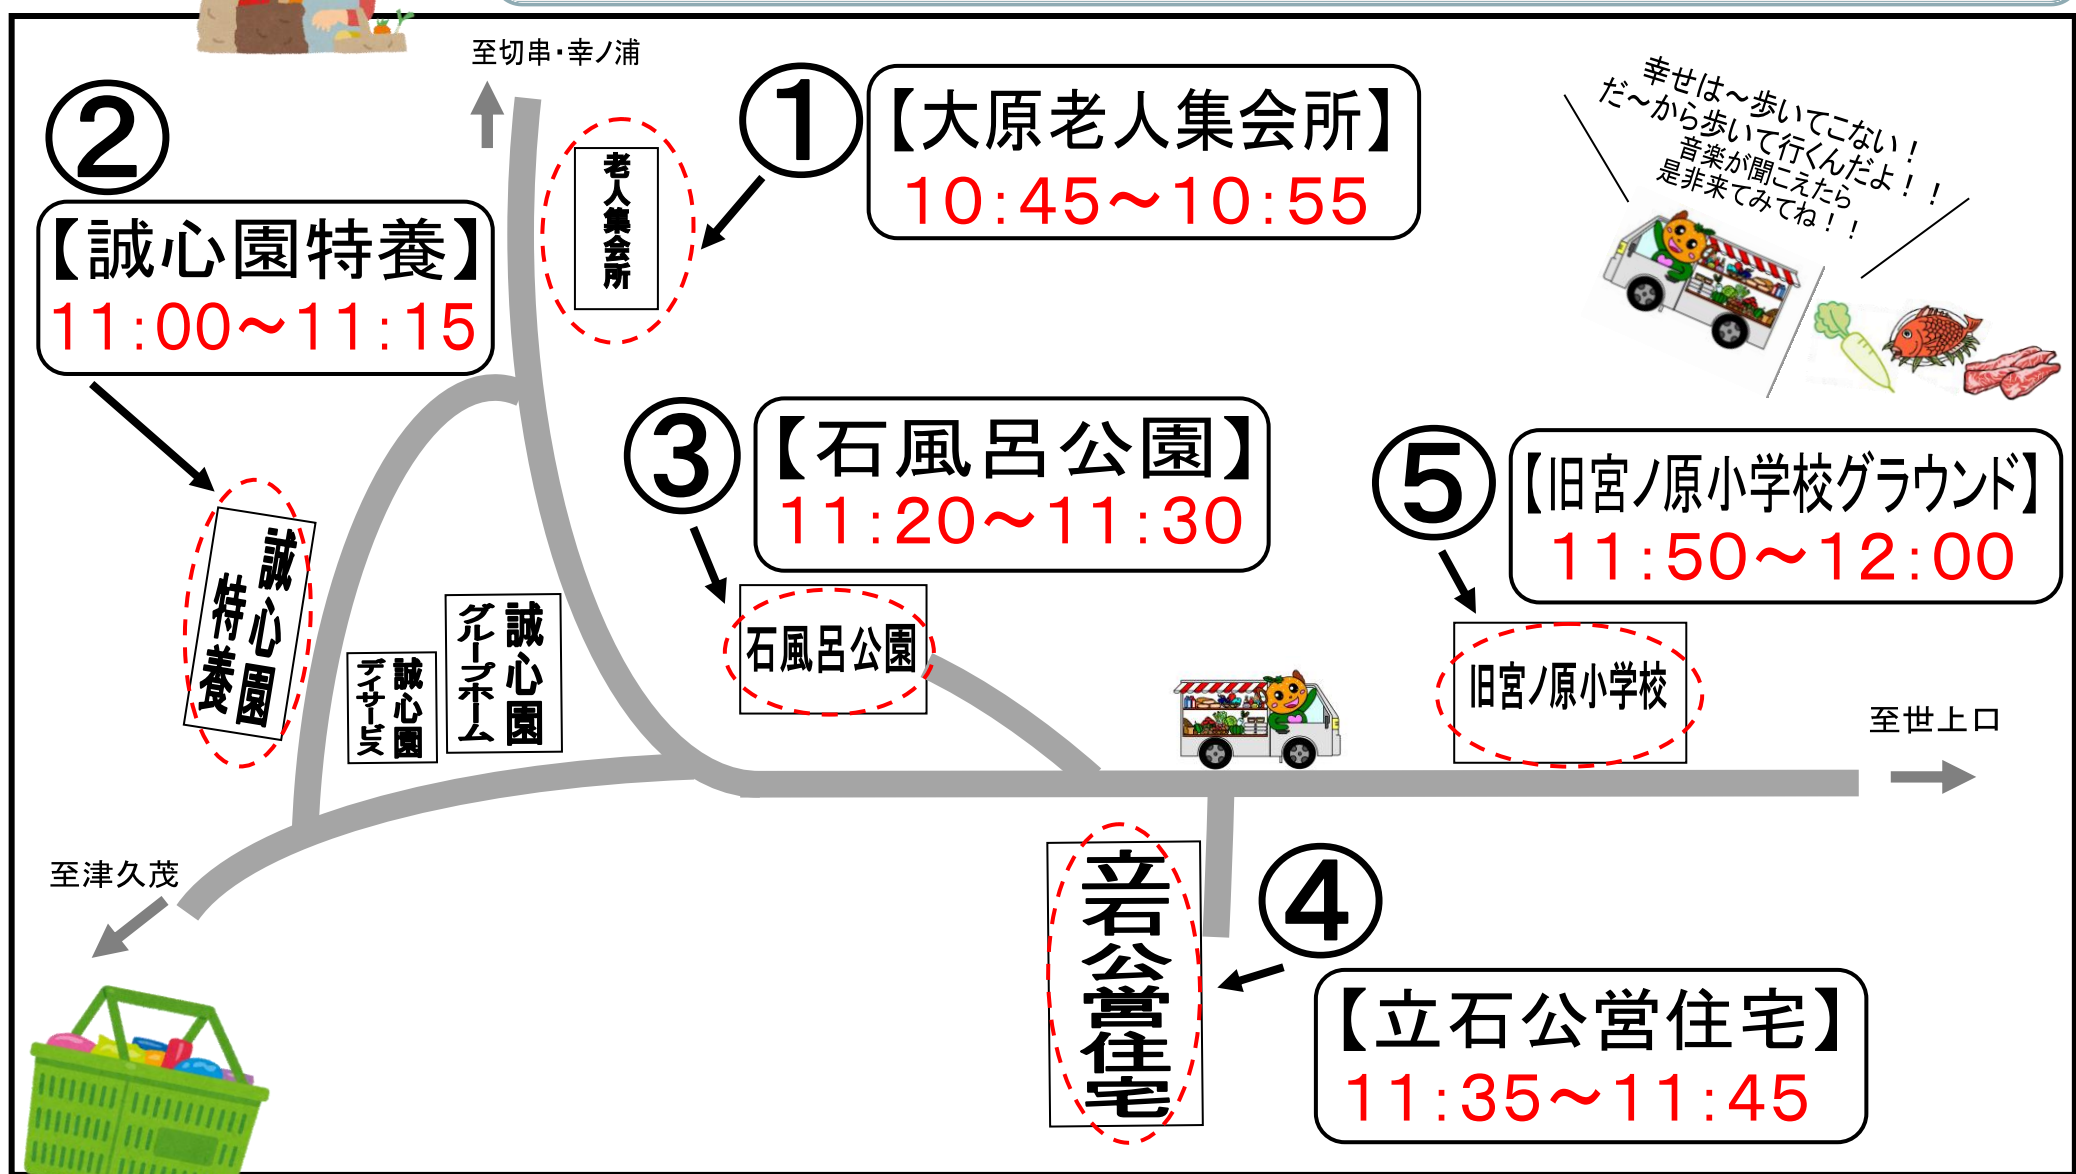 至切串・幸ノ浦
①
【大原老人集会所】
10:45～10:55
老人集会所
幸せは～歩いてこない！
だ～から歩いて行くんだよ！！
音楽が聞こえたら
是非来てみてね！！
②
【誠心園特養】
11:00～11:15
誠心園
特養
誠心園
デイサービス
誠心園
グループホーム
③
【石風呂公園】
11:20～11:30
石風呂公園
⑤
【旧宮ノ原小学校グラウンド】
11:50～12:00
旧宮ノ原小学校
至世上口
至津久茂
立石公営住宅
④
【立石公営住宅】
11:35～11:45